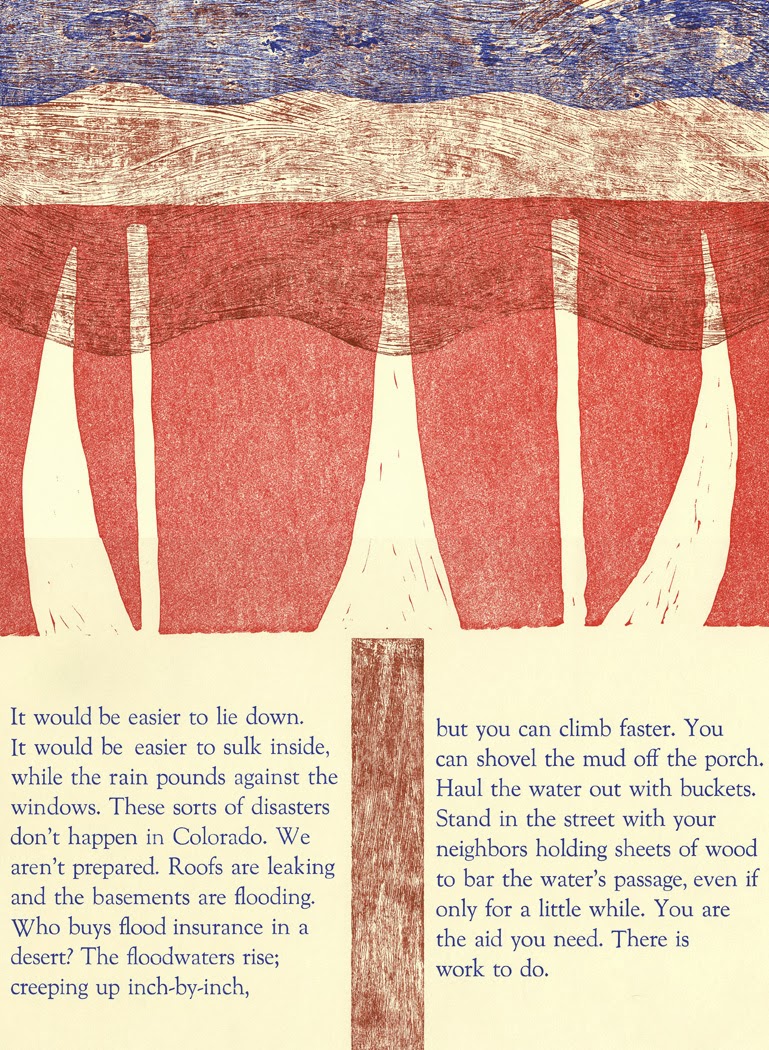 It would be easier to lie down.
It would be easier to sulk inside,
while the rain pounds against the
windows. These sorts of disasters
don't happen in Colorado. We
aren't prepared. Roofs are leaking
and the basements are flooding.
Who buys flood insurance in a
desert? The floodwaters rise;
creeping up inch-by-inch,
but you can climb faster. You
can shovel the mud off the porch.
Haul the water out with buckets.
Stand in the street with your
neighbors holding sheets of wood
to bar the water's passage, even if
only for a little while. You are
the aid you need. There is
work to do.